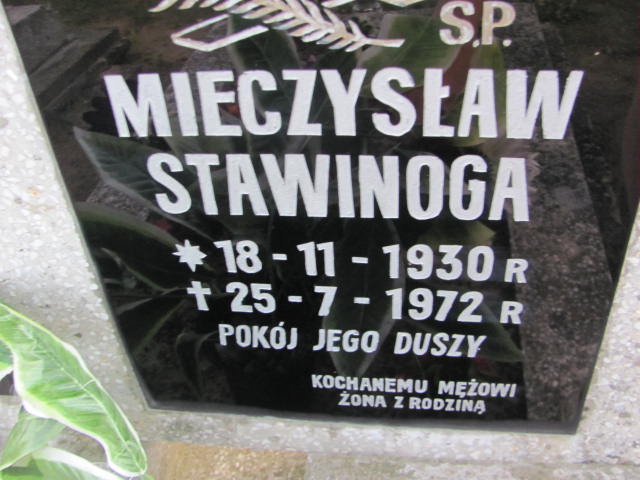 Ś.P.
MIECZYSŁAW
STAWINOGA
* 18 - 11 - 1930 R
✝ 25 - 7 - 1972 R
POKÓJ JEGO DUSZY
KOCHANEMU MĘŻOWI
ŻONA Z RODZINĄ